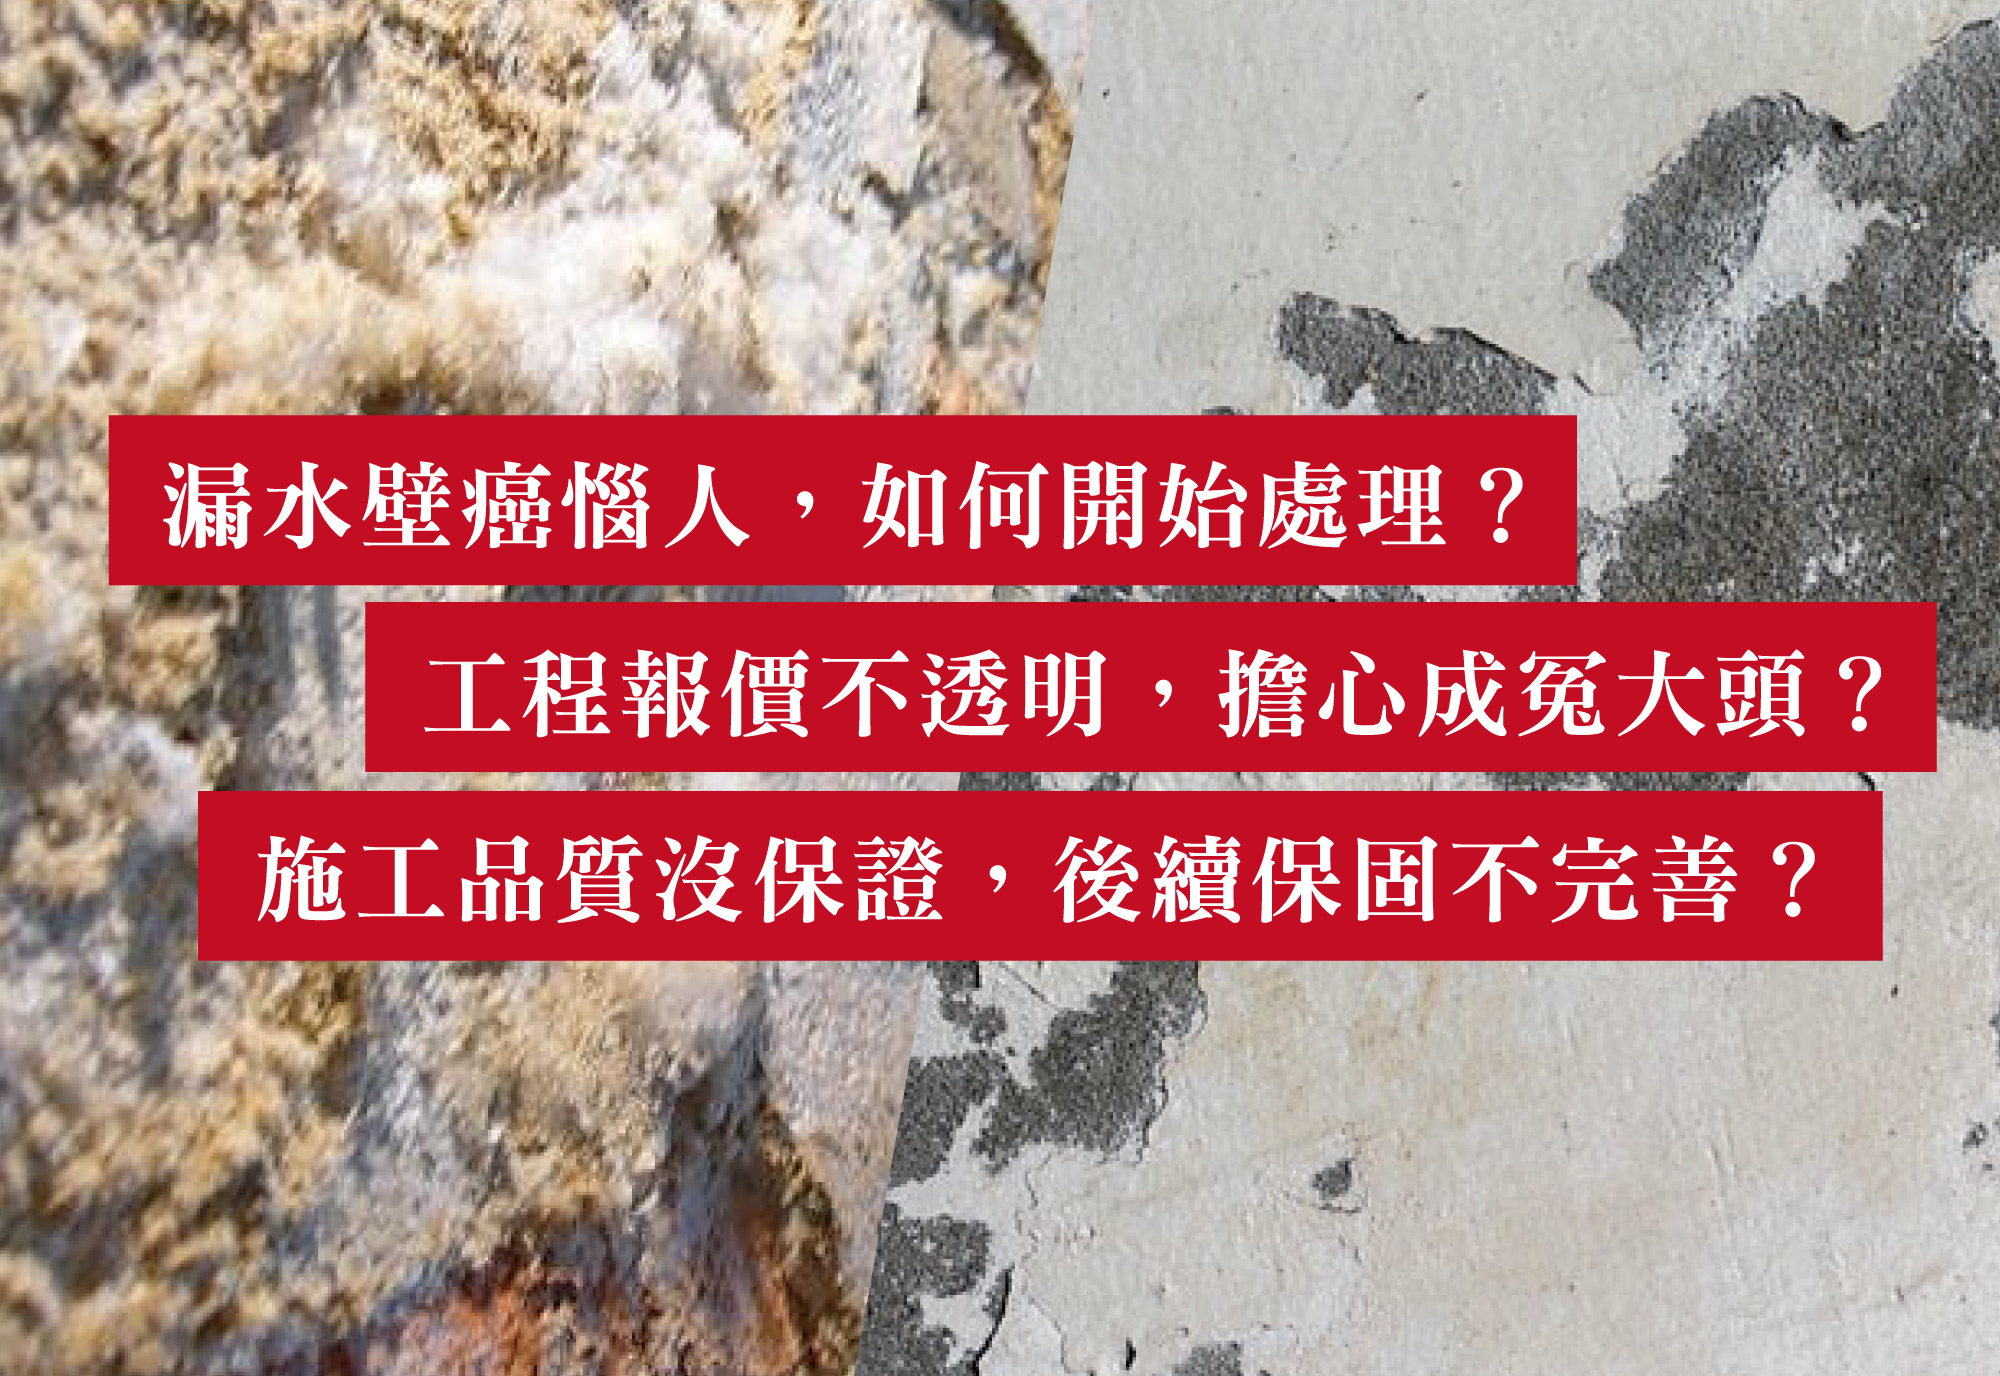 漏水壁癌惱人，如何開始處理？
工程報價不透明，擔心成冤大頭？
施工品質沒保證，後續保固不完善？